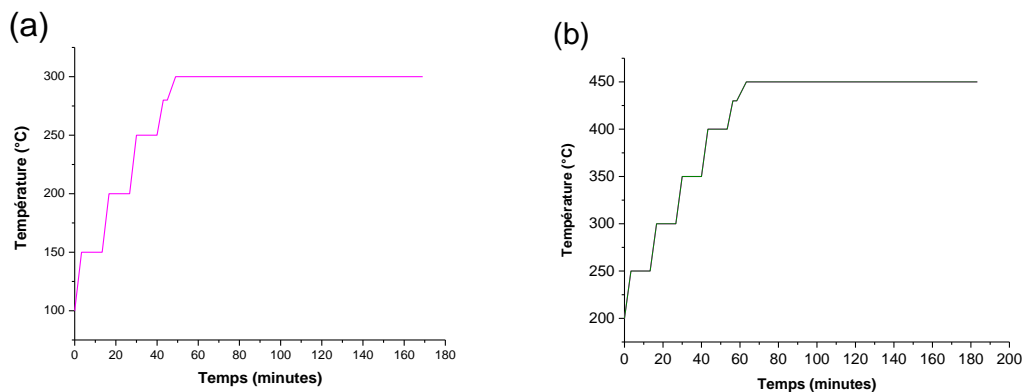 (a)
300
250
200
150
100
0 20 40 60 80 100 120 140 160 180
Température (°C)
Temps (minutes)
(b)
450
400
350
300
250
200
0 20 40 60 80 100 120 140 160 180 200
Température (°C)
Temps (minutes)